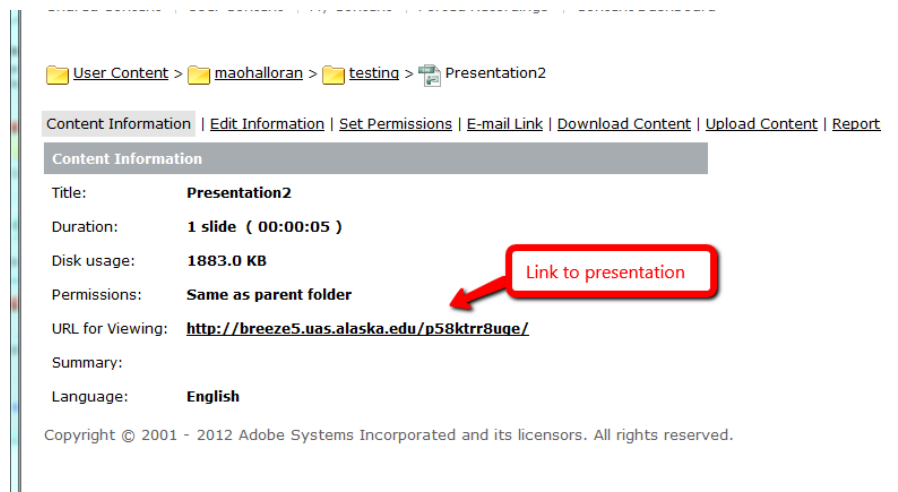 User Content > maohalloran > testing > Presentation2
Content Information | Edit Information | Set Permissions | E-mail Link | Download Content | Upload Content | Report
Content Information
Title: Presentation2
Duration: 1 slide ( 00:00:05 )
Disk usage: 1883.0 KB
Link to presentation
Permissions: Same as parent folder
URL for Viewing: http://breeze5.uas.alaska.edu/p58ktrr8uge/
Summary:
Language: English
Copyright © 2001 - 2012 Adobe Systems Incorporated and its licensors. All rights reserved.